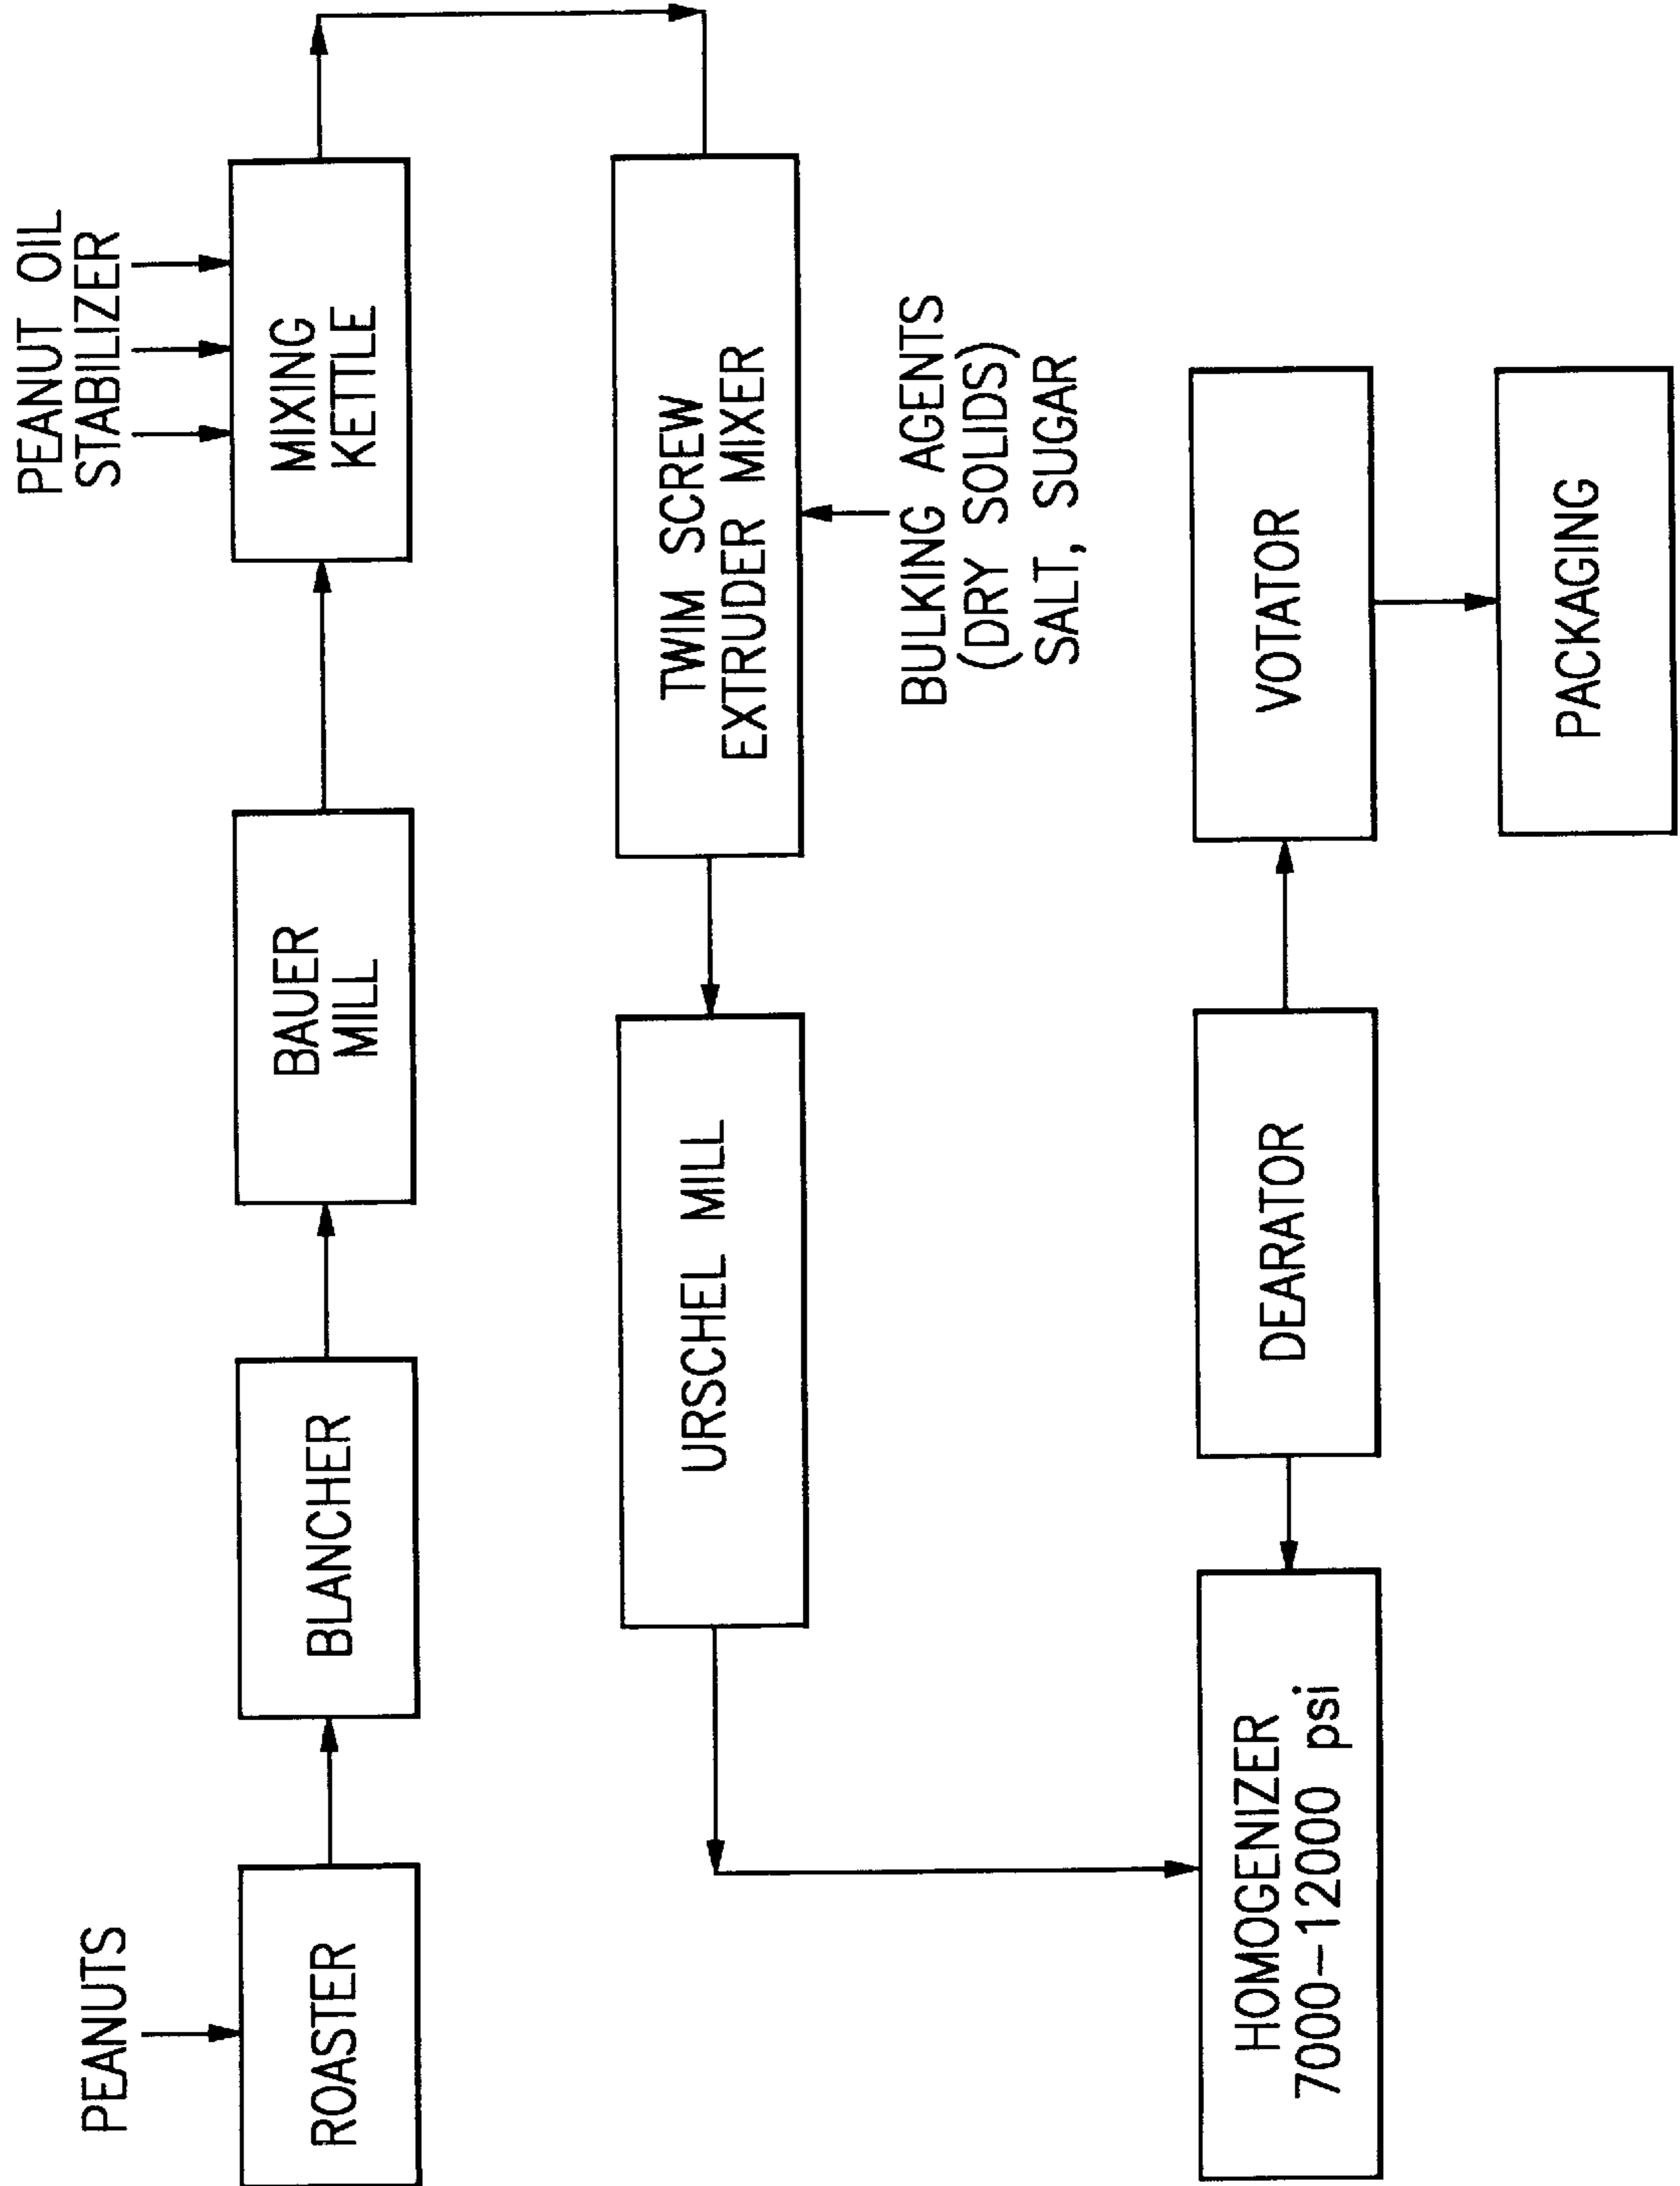 PEANUTS
ROASTER
BLANCHER
BAUER
MILL
PEANUT OIL
STABILIZER
MIXING
KETTLE
TWIM SCREW
EXTRUDER MIXER
BULKING AGENTS
(DRY SOLIDS)
SALT, SUGAR
URSCHEL MILL
HOMOGENIZER
7000–12000 psi
DEARATOR
VOTATOR
PACKAGING